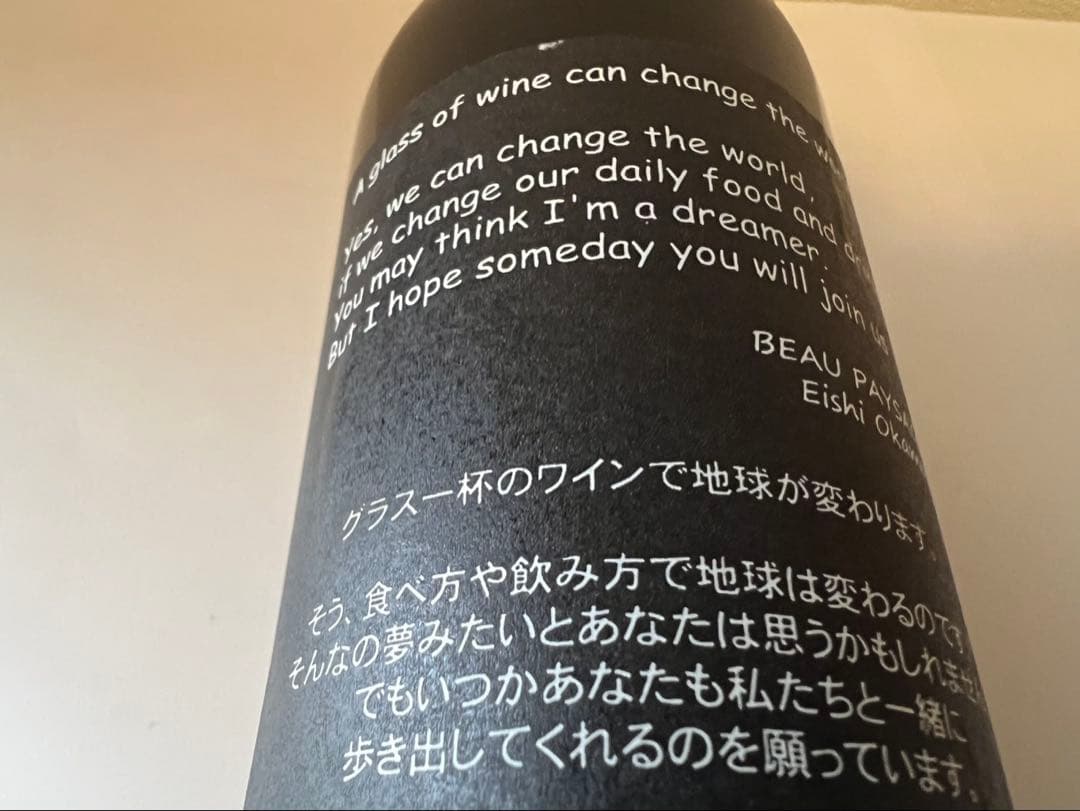 A glass of wine can change the
yes, we can change the world,
if we change our daily food and
you may think I'm a dreamer.
But I hope someday you will join us
BEAU
Eishi
グラス一杯のワインで地球が変わります。
そう、食べ方や飲み方で地球は変わるのです
そんなの夢みたいとあなたは思うかもしれません
でもいつかあなたも私たちと一緒に
歩き出してくれるのを願っています。